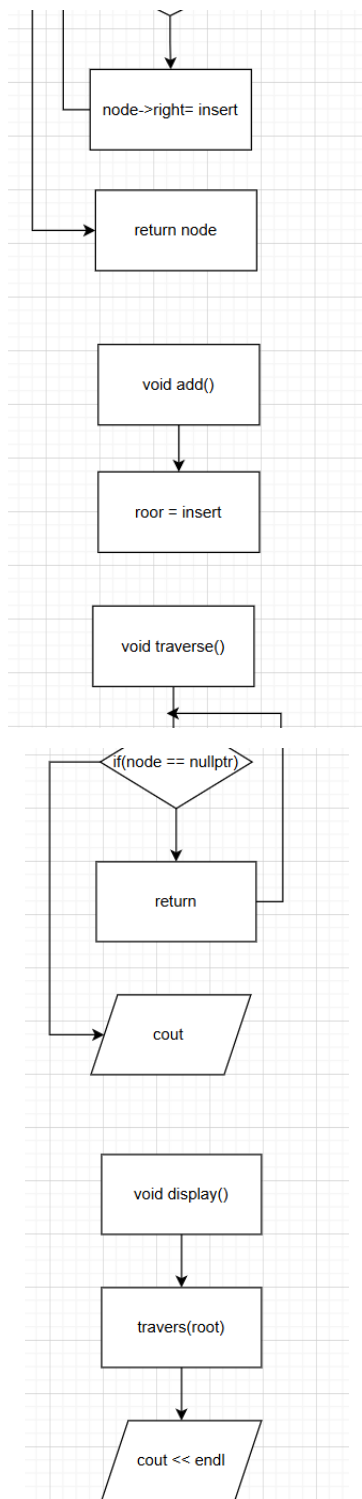 node->right= insert
return node
void add()
roor = insert
void traverse()
if(node == nullptr)
return
cout
void display()
travers(root)
cout << endl